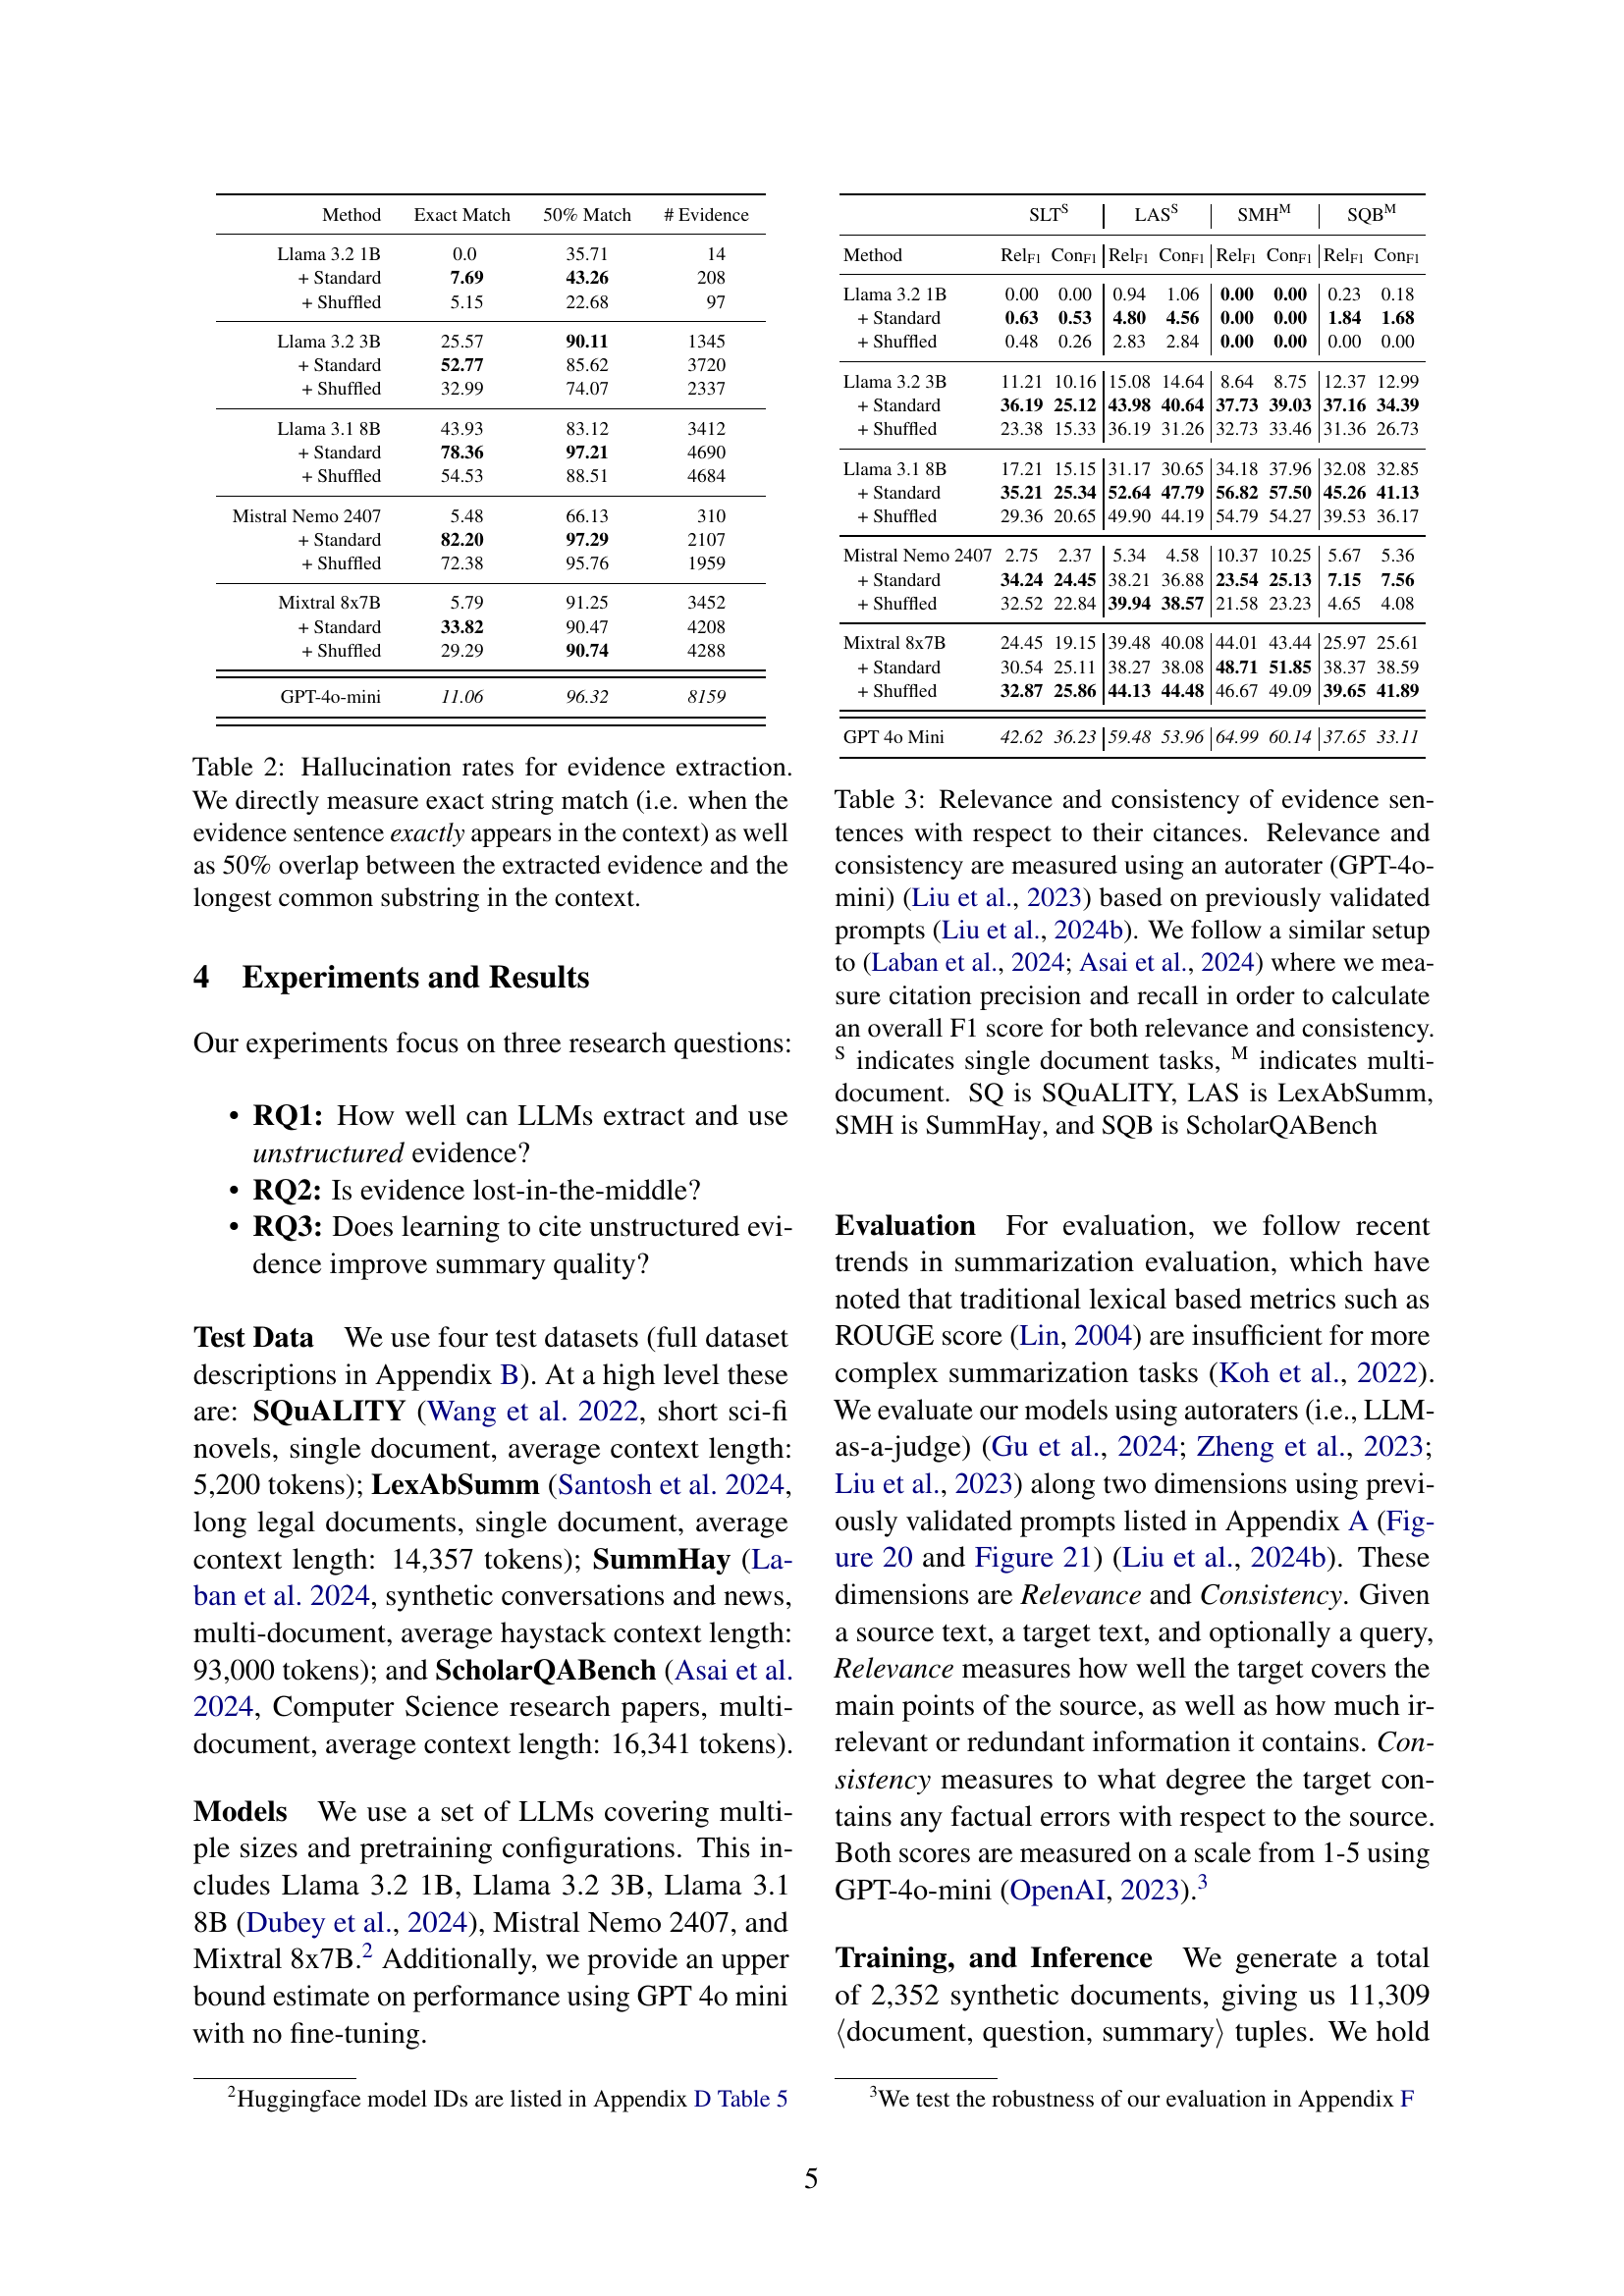 Method Exact Match 50% Match # Evidence
Llama 3.2 1B 0.0 35.71 14
+ Standard 7.69 43.26 208
+ Shuffled 5.15 22.68 97
Llama 3.2 3B 25.57 90.11 1345
+ Standard 52.77 85.62 3720
+ Shuffled 32.99 74.07 2337
Llama 3.1 8B 43.93 83.12 3412
+ Standard 78.36 97.21 4690
+ Shuffled 54.53 88.51 4684
Mistral Nemo 2407 5.48 66.13 310
+ Standard 82.20 97.29 2107
+ Shuffled 72.38 95.76 1959
Mixtral 8x7B 5.79 91.25 3452
+ Standard 33.82 90.47 4208
+ Shuffled 29.29 90.74 4288
GPT-4o-mini 11.06 96.32 8159
Table 2: Hallucination rates for evidence extraction.
We directly measure exact string match (i.e. when the
evidence sentence exactly appears in the context) as well
as 50% overlap between the extracted evidence and the
longest common substring in the context.
4 Experiments and Results
Our experiments focus on three research questions:
• RQ1: How well can LLMs extract and use
unstructured evidence?
• RQ2: Is evidence lost-in-the-middle?
• RQ3: Does learning to cite unstructured evi-
dence improve summary quality?
Test Data We use four test datasets (full dataset
descriptions in Appendix B). At a high level these
are: SQuALITY (Wang et al. 2022, short sci-fi
novels, single document, average context length:
5,200 tokens); LexAbSumm (Santosh et al. 2024,
long legal documents, single document, average
context length: 14,357 tokens); SummHay (La-
ban et al. 2024, synthetic conversations and news,
multi-document, average haystack context length:
93,000 tokens); and ScholarQABench (Asai et al.
2024, Computer Science research papers, multi-
document, average context length: 16,341 tokens).
Models We use a set of LLMs covering multi-
ple sizes and pretraining configurations. This in-
cludes Llama 3.2 1B, Llama 3.2 3B, Llama 3.1
8B (Dubey et al., 2024), Mistral Nemo 2407, and
Mixtral 8x7B.2 Additionally, we provide an upper
bound estimate on performance using GPT 4o mini
with no fine-tuning.
2Huggingface model IDs are listed in Appendix D Table 5
SLTS LASS SMHM SQBM
Method RelF1 ConF1 RelF1 ConF1 RelF1 ConF1 RelF1 ConF1
Llama 3.2 1B 0.00 0.00 0.94 1.06 0.00 0.00 0.23 0.18
+ Standard 0.63 0.53 4.80 4.56 0.00 0.00 1.84 1.68
+ Shuffled 0.48 0.26 2.83 2.84 0.00 0.00 0.00 0.00
Llama 3.2 3B 11.21 10.16 15.08 14.64 8.64 8.75 12.37 12.99
+ Standard 36.19 25.12 43.98 40.64 37.73 39.03 37.16 34.39
+ Shuffled 23.38 15.33 36.19 31.26 32.73 33.46 31.36 26.73
Llama 3.1 8B 17.21 15.15 31.17 30.65 34.18 37.96 32.08 32.85
+ Standard 35.21 25.34 52.64 47.79 56.82 57.50 45.26 41.13
+ Shuffled 29.36 20.65 49.90 44.19 54.79 54.27 39.53 36.17
Mistral Nemo 2407 2.75 2.37 5.34 4.58 10.37 10.25 5.67 5.36
+ Standard 34.24 24.45 38.21 36.88 23.54 25.13 7.15 7.56
+ Shuffled 32.52 22.84 39.94 38.57 21.58 23.23 4.65 4.08
Mixtral 8x7B 24.45 19.15 39.48 40.08 44.01 43.44 25.97 25.61
+ Standard 30.54 25.11 38.27 38.08 48.71 51.85 38.37 38.59
+ Shuffled 32.87 25.86 44.13 44.48 46.67 49.09 39.65 41.89
GPT 4o Mini 42.62 36.23 59.48 53.96 64.99 60.14 37.65 33.11
Table 3: Relevance and consistency of evidence sen-
tences with respect to their citances. Relevance and
consistency are measured using an autorater (GPT-4o-
mini) (Liu et al., 2023) based on previously validated
prompts (Liu et al., 2024b). We follow a similar setup
to (Laban et al., 2024; Asai et al., 2024) where we mea-
sure citation precision and recall in order to calculate
an overall F1 score for both relevance and consistency.
S indicates single document tasks, M indicates multi-
document. SQ is SQuALITY, LAS is LexAbSumm,
SMH is SummHay, and SQB is ScholarQABench
Evaluation For evaluation, we follow recent
trends in summarization evaluation, which have
noted that traditional lexical based metrics such as
ROUGE score (Lin, 2004) are insufficient for more
complex summarization tasks (Koh et al., 2022).
We evaluate our models using autoraters (i.e., LLM-
as-a-judge) (Gu et al., 2024; Zheng et al., 2023;
Liu et al., 2023) along two dimensions using previ-
ously validated prompts listed in Appendix A (Fig-
ure 20 and Figure 21) (Liu et al., 2024b). These
dimensions are Relevance and Consistency. Given
a source text, a target text, and optionally a query,
Relevance measures how well the target covers the
main points of the source, as well as how much ir-
relevant or redundant information it contains. Con-
sistency measures to what degree the target con-
tains any factual errors with respect to the source.
Both scores are measured on a scale from 1-5 using
GPT-4o-mini (OpenAI, 2023).3
Training, and Inference We generate a total
of 2,352 synthetic documents, giving us 11,309
⟨document, question, summary⟩ tuples. We hold
3We test the robustness of our evaluation in Appendix F
5